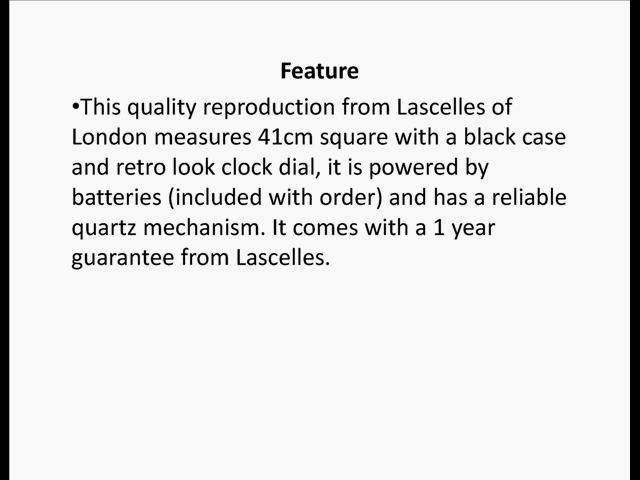 Feature
•This quality reproduction from Lascelles of
London measures 41cm square with a black case
and retro look clock dial, it is powered by
batteries (included with order) and has a reliable
quartz mechanism. It comes with a 1 year
guarantee from Lascelles.